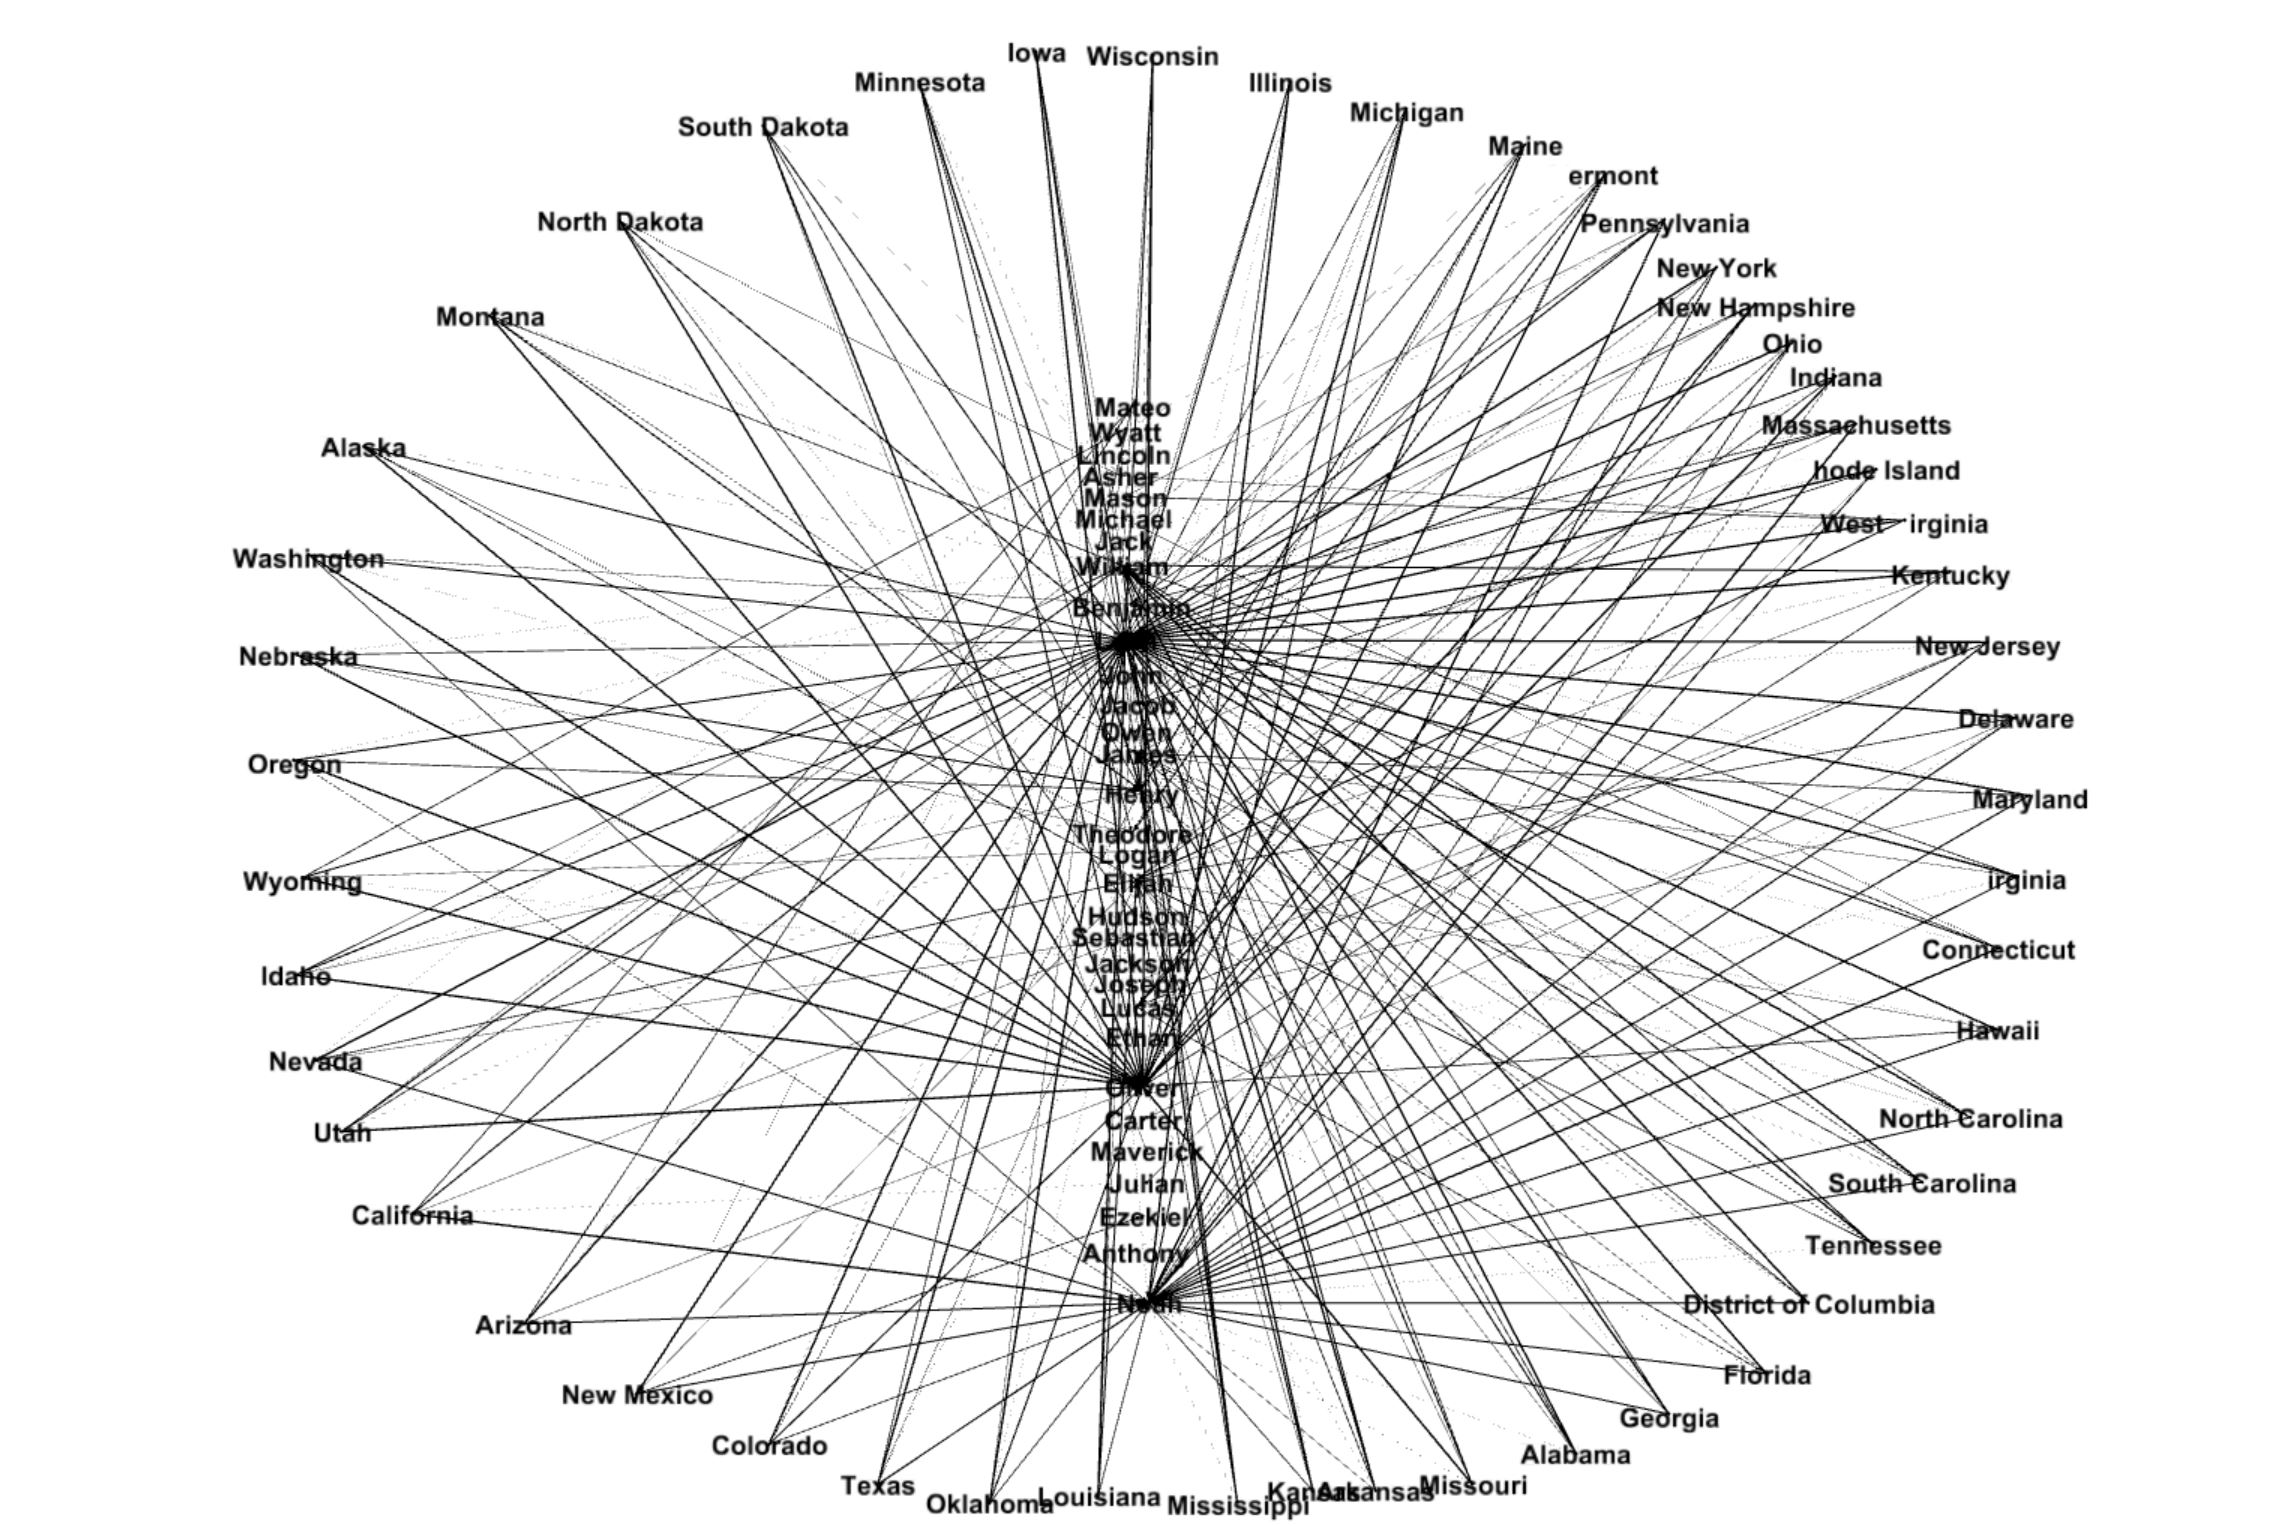 Iowa
Wisconsin
Minnesota
Illinois
Michigan
South Dakota
Maine
ermont
North Dakota
Pennsylvania
New York
New Hampshire
Montana
Ohio
Indiana
Mateo
Massachusetts
Wyatt
Alaska
Lincoln
hode Island
Asher
Mason
Michael
West irginia
Jack
Washington
William
Kentucky
Benjamin
New Jersey
Nebraska
John
Jacob
Delaware
Owen
James
Oregon
Henry
Maryland
Theodore
Logan
Wyoming
Elijah
irginia
Hudson
Sebastian
Connecticut
Jackson
Idaho
Joseph
Lucas
Hawaii
Ethan
Nevada
Oliver
Carter
North Carolina
Utah
Maverick
Julian
South Carolina
California
Ezekiel
Tennessee
Anthony
Noah
District of Columbia
Arizona
Florida
New Mexico
Georgia
Colorado
Alabama
Texas
Missouri
Kansas
Arkansas
Louisiana
Oklahoma
Mississippi